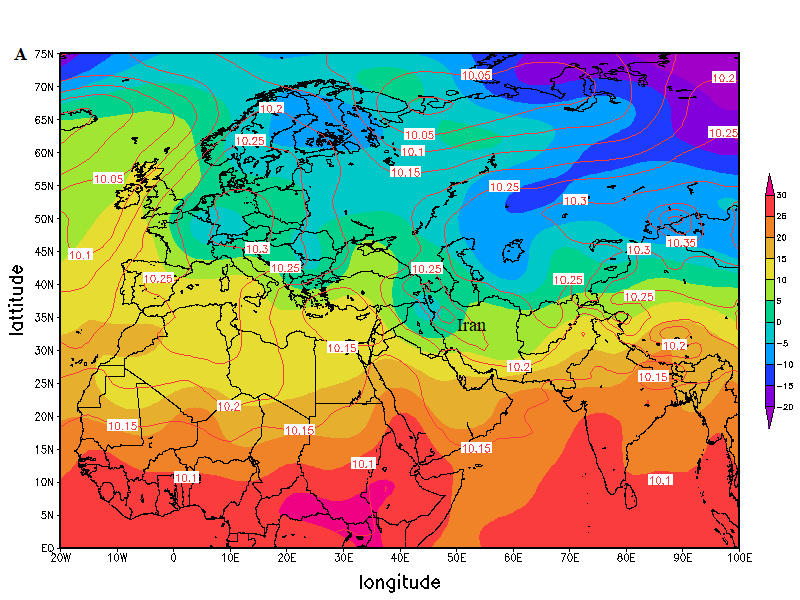 A
75N
70N
65N
60N
55N
50N
45N
40N
35N
30N
25N
20N
15N
10N
5N
EQ
lattitude
10.05
10.2
10.2
10.05
10.25
10.25
10.1
10.15
10.05
10.25
10.3
10.35
10.1
10.3
10.3
10.25
10.25
10.25
10.25
10.25
Iran
10.15
10.2
10.2
10.15
10.2
10.15
10.15
10.15
10.1
10.1
10.1
20W
10W
0
10E
20E
30E
40E
50E
60E
70E
80E
90E
100E
longitude
30
25
20
15
10
5
0
−5
−10
−15
−20